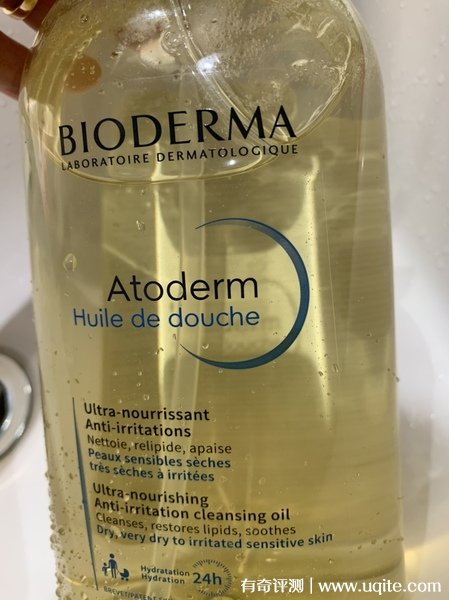 BIODERMA
LABORATOIRE DERMATOLOGIQUE
Atoderm
Huile de douche
Ultra-nourrissant
Anti-irritations
Nettoie, relipide, apaise
Peaux sensibles sèches
très sèches à irritées
Ultra-nourishing
Anti-irritation cleansing oil
Cleanses, restores lipids, soothes
Dry, very dry to irritated sensitive skin
Hydratation
Hydration 24h
有奇评测 | www.uqite.com